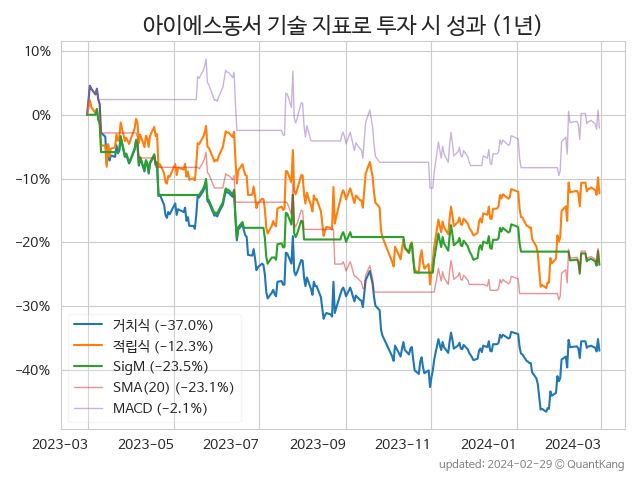 아이에스동서 기술 지표로 투자 시 성과 (1년)
10%
0%
−10%
−20%
−30%
−40%
거치식 (−37.0%)
적립식 (−12.3%)
SigM (−23.5%)
SMA(20) (−23.1%)
MACD (−2.1%)
2023−03 2023−05 2023−07 2023−09 2023−11 2024−01 2024−03
updated: 2024−02−29 © QuantKang